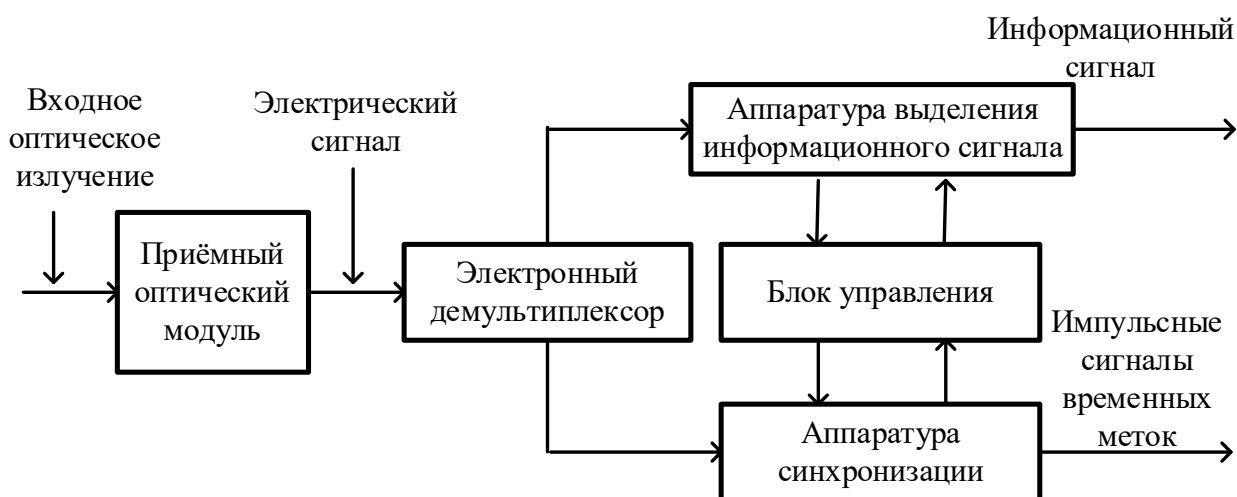 Информационный
сигнал
Входное
оптическое
излучение
Электрический
сигнал
Аппаратура выделения
информационного сигнала
Приёмный
оптический
модуль
Электронный
демультиплексор
Блок управления
Импульсные
сигналы
временных
меток
Аппаратура
синхронизации